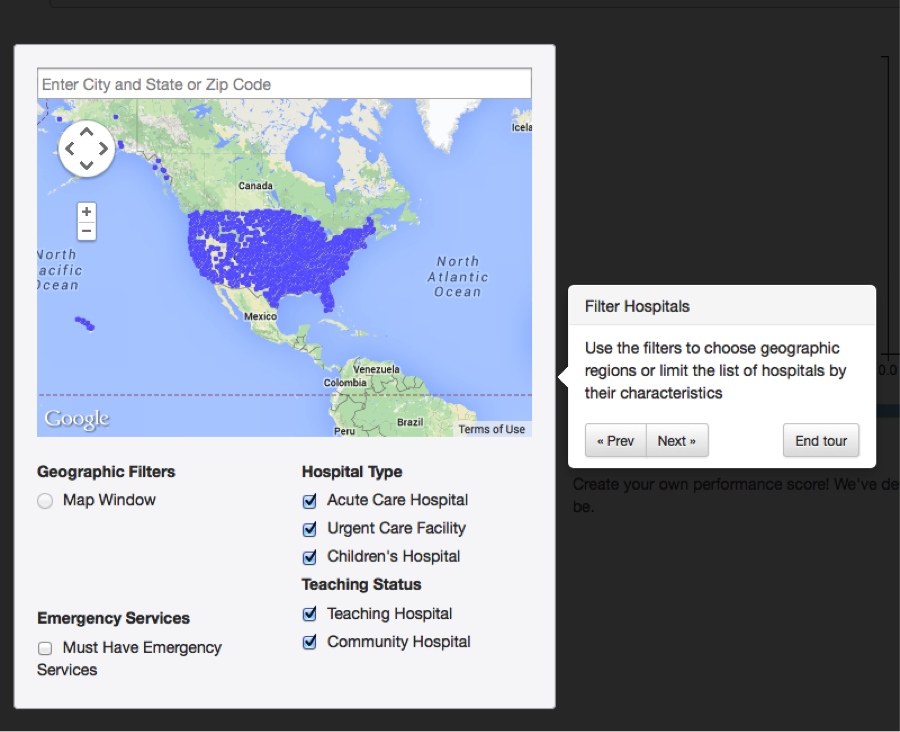 Enter City and State or Zip Code
Icela
Canada
North
acific
Ocean
North
Atlantic
Ocean
Mexico
Venezuela
Colombia
Brazil
Peru
Google
Terms of Use
Geographic Filters
Map Window
Emergency Services
Must Have Emergency
Services
Hospital Type
Acute Care Hospital
Urgent Care Facility
Children's Hospital
Teaching Status
Teaching Hospital
Community Hospital
Filter Hospitals
Use the filters to choose geographic
regions or limit the list of hospitals by
their characteristics
« Prev
Next »
End tour
0.0
Create your own performance score! We've de
be.